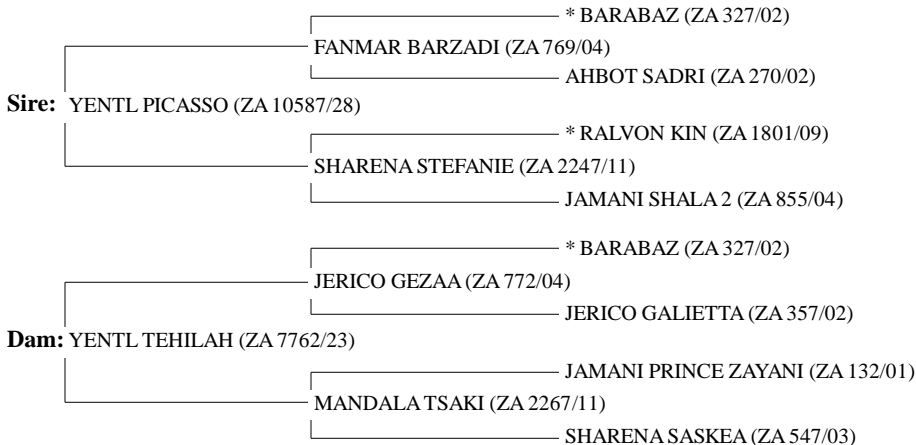 * BARABAZ (ZA 327/02)
FANMAR BARZADI (ZA 769/04)
AHBOT SADRI (ZA 270/02)
Sire: YENTL PICASSO (ZA 10587/28)
* RALVON KIN (ZA 1801/09)
SHARENA STEFANIE (ZA 2247/11)
JAMANI SHALA 2 (ZA 855/04)
* BARABAZ (ZA 327/02)
JERICO GEZAA (ZA 772/04)
JERICO GALIETTA (ZA 357/02)
Dam: YENTL TEHILAH (ZA 7762/23)
JAMANI PRINCE ZAYANI (ZA 132/01)
MANDALA TSAKI (ZA 2267/11)
SHARENA SASKEA (ZA 547/03)